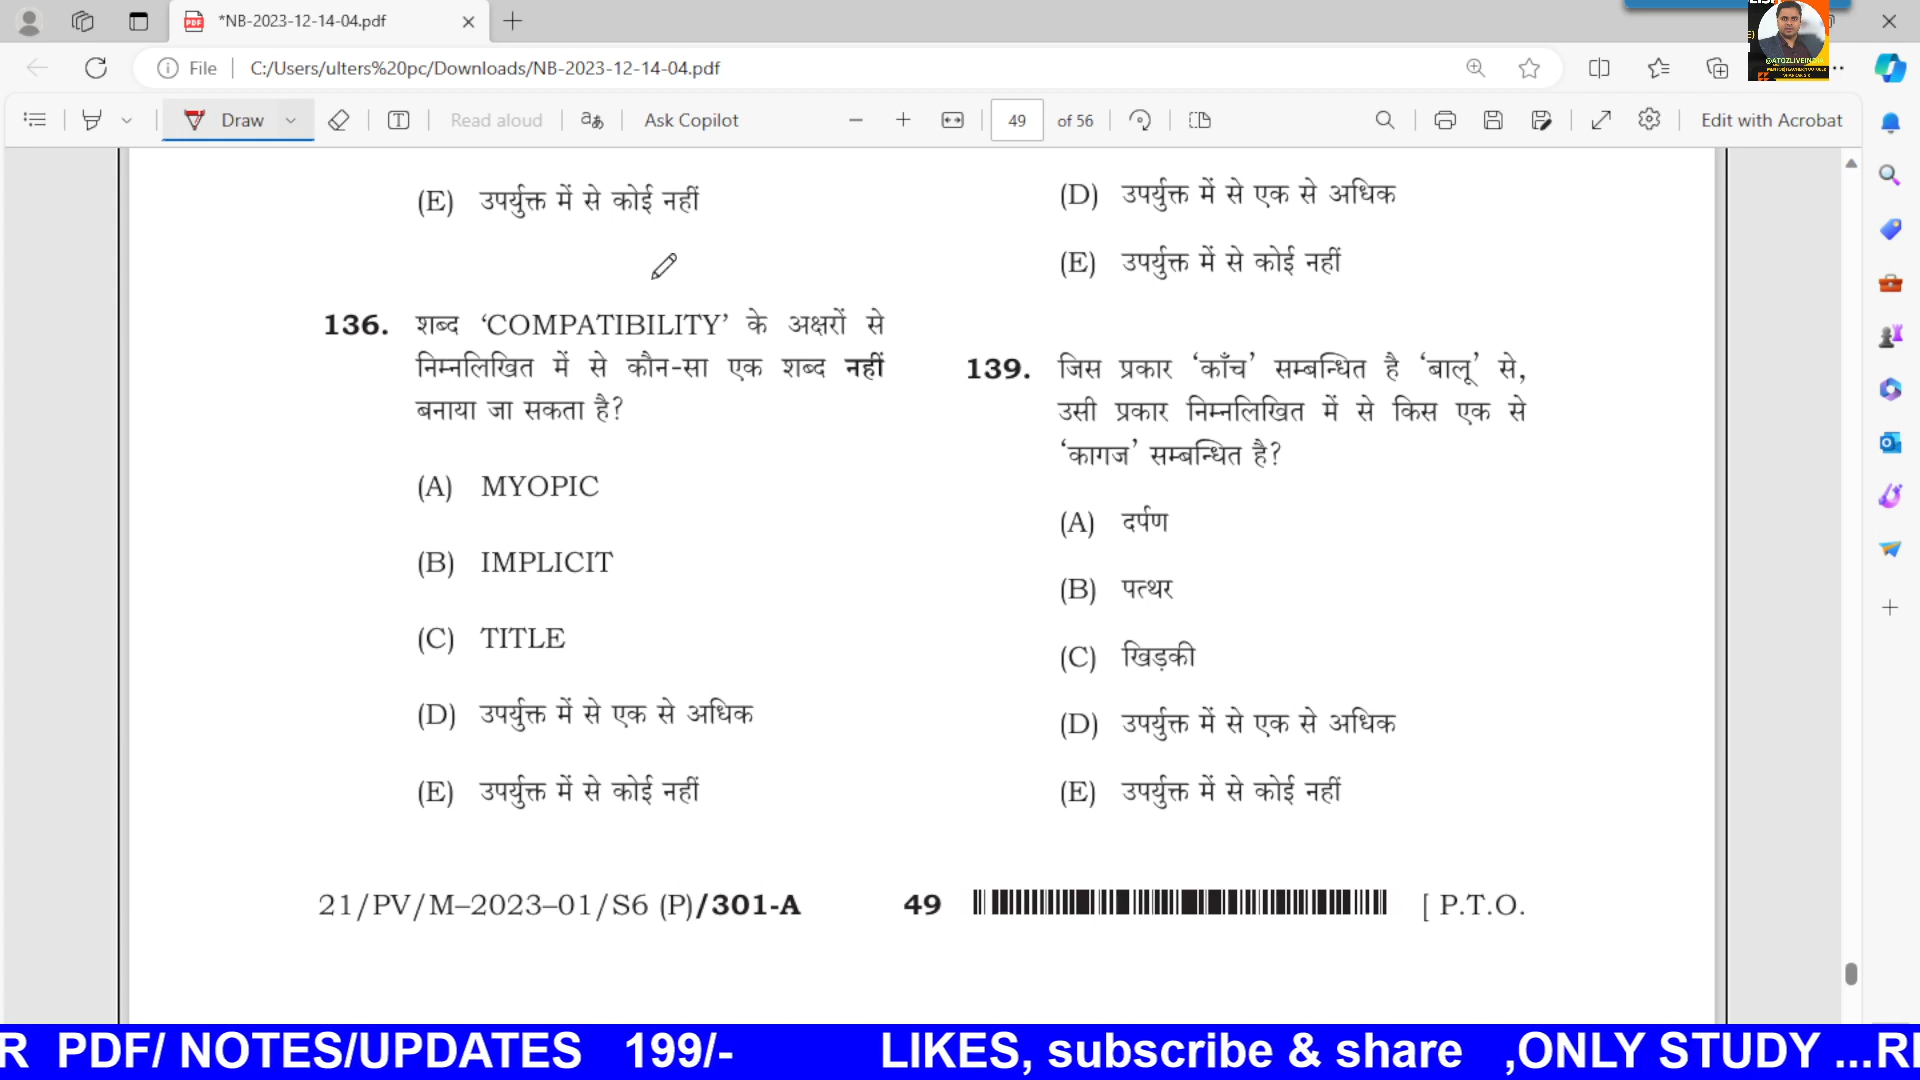 *NB-2023-12-14-04.pdf
File
C:/Users/ulters%20pc/Downloads/NB-2023-12-14-04.pdf
@ATOZLIVEINDIA
Draw
Read aloud
Ask Copilot
49
of 56
Edit with Acrobat
(E) उपर्युक्त में से कोई नहीं
136. शब्द ‘COMPATIBILITY’ के अक्षरों से
निम्नलिखित में से कौन-सा एक शब्द नहीं
बनाया जा सकता है?
(A) MYOPIC
(B) IMPLICIT
(C) TITLE
(D) उपर्युक्त में से एक से अधिक
(E) उपर्युक्त में से कोई नहीं
(D) उपर्युक्त में से एक से अधिक
(E) उपर्युक्त में से कोई नहीं
139. जिस प्रकार ‘काँच’ सम्बन्धित है ‘बालू’ से,
उसी प्रकार निम्नलिखित में से किस एक से
‘कागज’ सम्बन्धित है?
(A) दर्पण
(B) पत्थर
(C) खिड़की
(D) उपर्युक्त में से एक से अधिक
(E) उपर्युक्त में से कोई नहीं
21/PV/M–2023–01/S6 (P)/301-A
49
[ P.T.O.
R PDF/ NOTES/UPDATES 199/- LIKES, subscribe & share ,ONLY STUDY ...